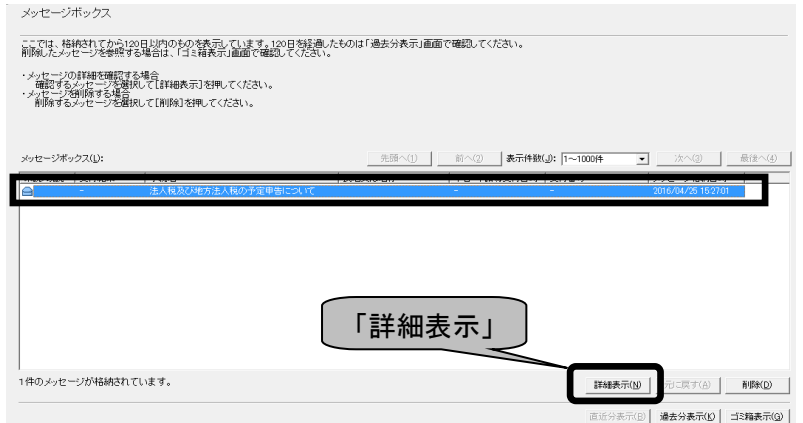 メッセージボックス
ここでは、格納されてから120日以内のものを表示しています。120日を経過したものは「過去分表示」画面で確認してください。
削除したメッセージを参照する場合は、「ゴミ箱表示」画面で確認してください。
・メッセージの詳細を確認する場合
確認するメッセージを選択して[詳細表示]を押してください。
・メッセージを削除する場合
削除するメッセージを選択して[削除]を押してください。
メッセージボックス(L): 先頭へ(1) 前へ(2) 表示件数(J): 1～1000件 次へ(3) 最後へ(4)
－ 法人税及び地方法人税の予定申告について － － 2016/04/25 15:27:01
「詳細表示」
1件のメッセージが格納されています。 詳細表示(N) 元に戻す(A) 削除(D)
直近分表示(B) 過去分表示(K) ゴミ箱表示(G)